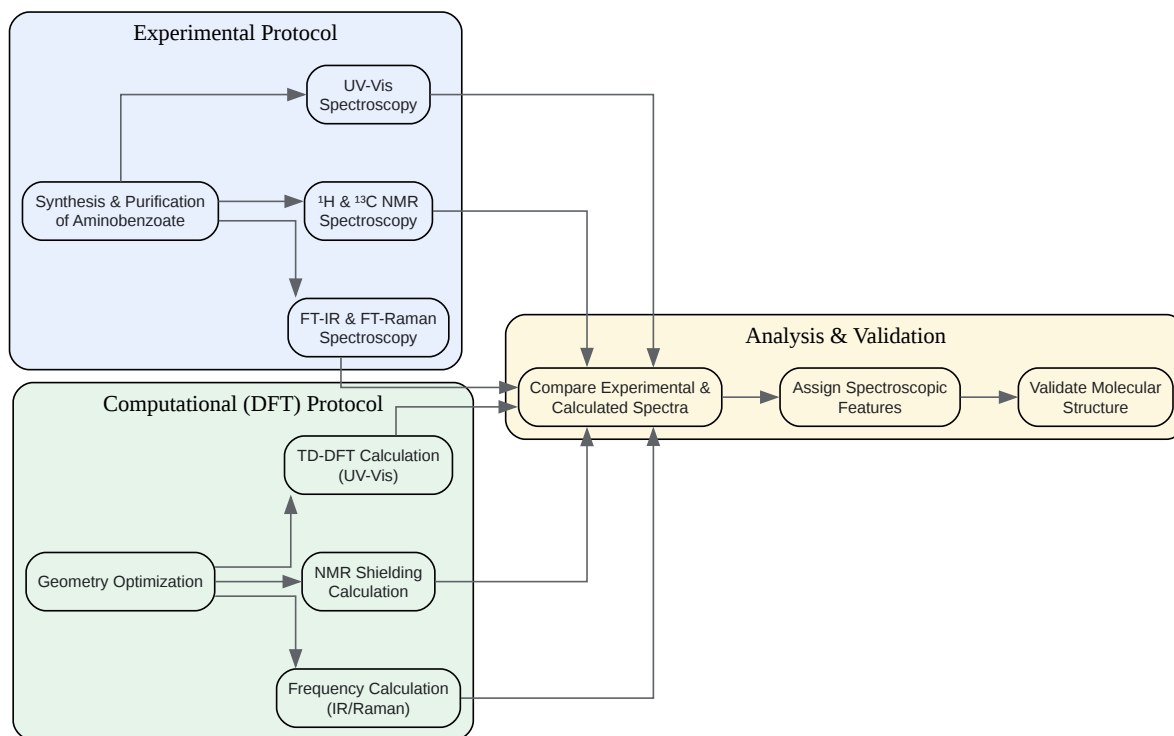 Experimental Protocol
UV-Vis
Spectroscopy
Synthesis & Purification
of Aminobenzoate
¹H & ¹³C NMR
Spectroscopy
FT-IR & FT-Raman
Spectroscopy
Analysis & Validation
Compare Experimental &
Calculated Spectra
Assign Spectroscopic
Features
Validate Molecular
Structure
Computational (DFT) Protocol
TD-DFT Calculation
(UV-Vis)
Geometry Optimization
NMR Shielding
Calculation
Frequency Calculation
(IR/Raman)